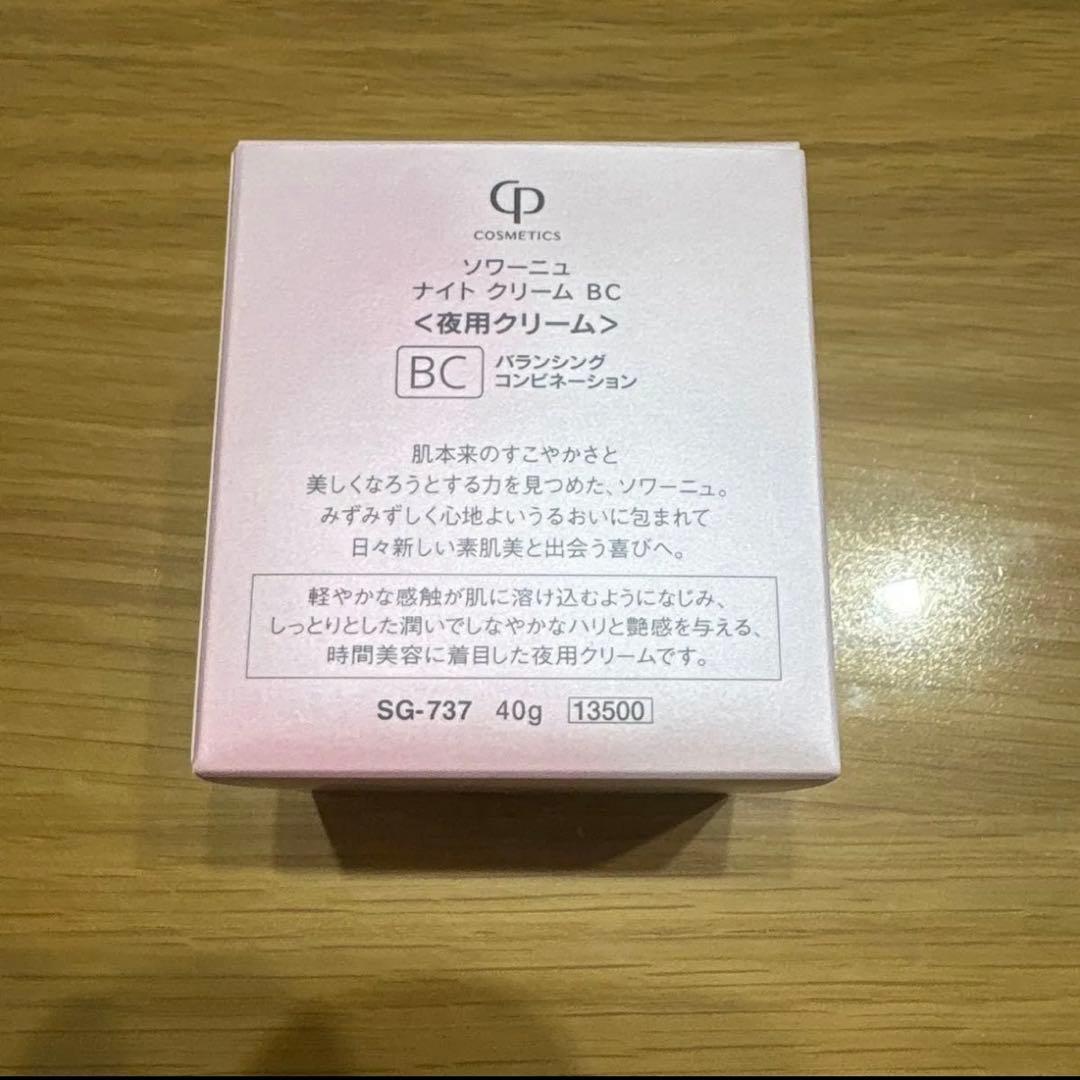 CP
COSMETICS
ソワーニュ
ナイト クリーム BC
＜夜用クリーム＞
BC バランシング
コンビネーション
肌本来のすこやかさと
美しくなろうとする力を見つめた、ソワーニュ。
みずみずしく心地よいうるおいに包まれて
日々新しい素肌美と出会う喜びへ。
軽やかな感触が肌に溶け込むようになじみ、
しっとりとした潤いでしなやかなハリと艶感を与える、
時間美容に着目した夜用クリームです。
SG-737 40g 13500